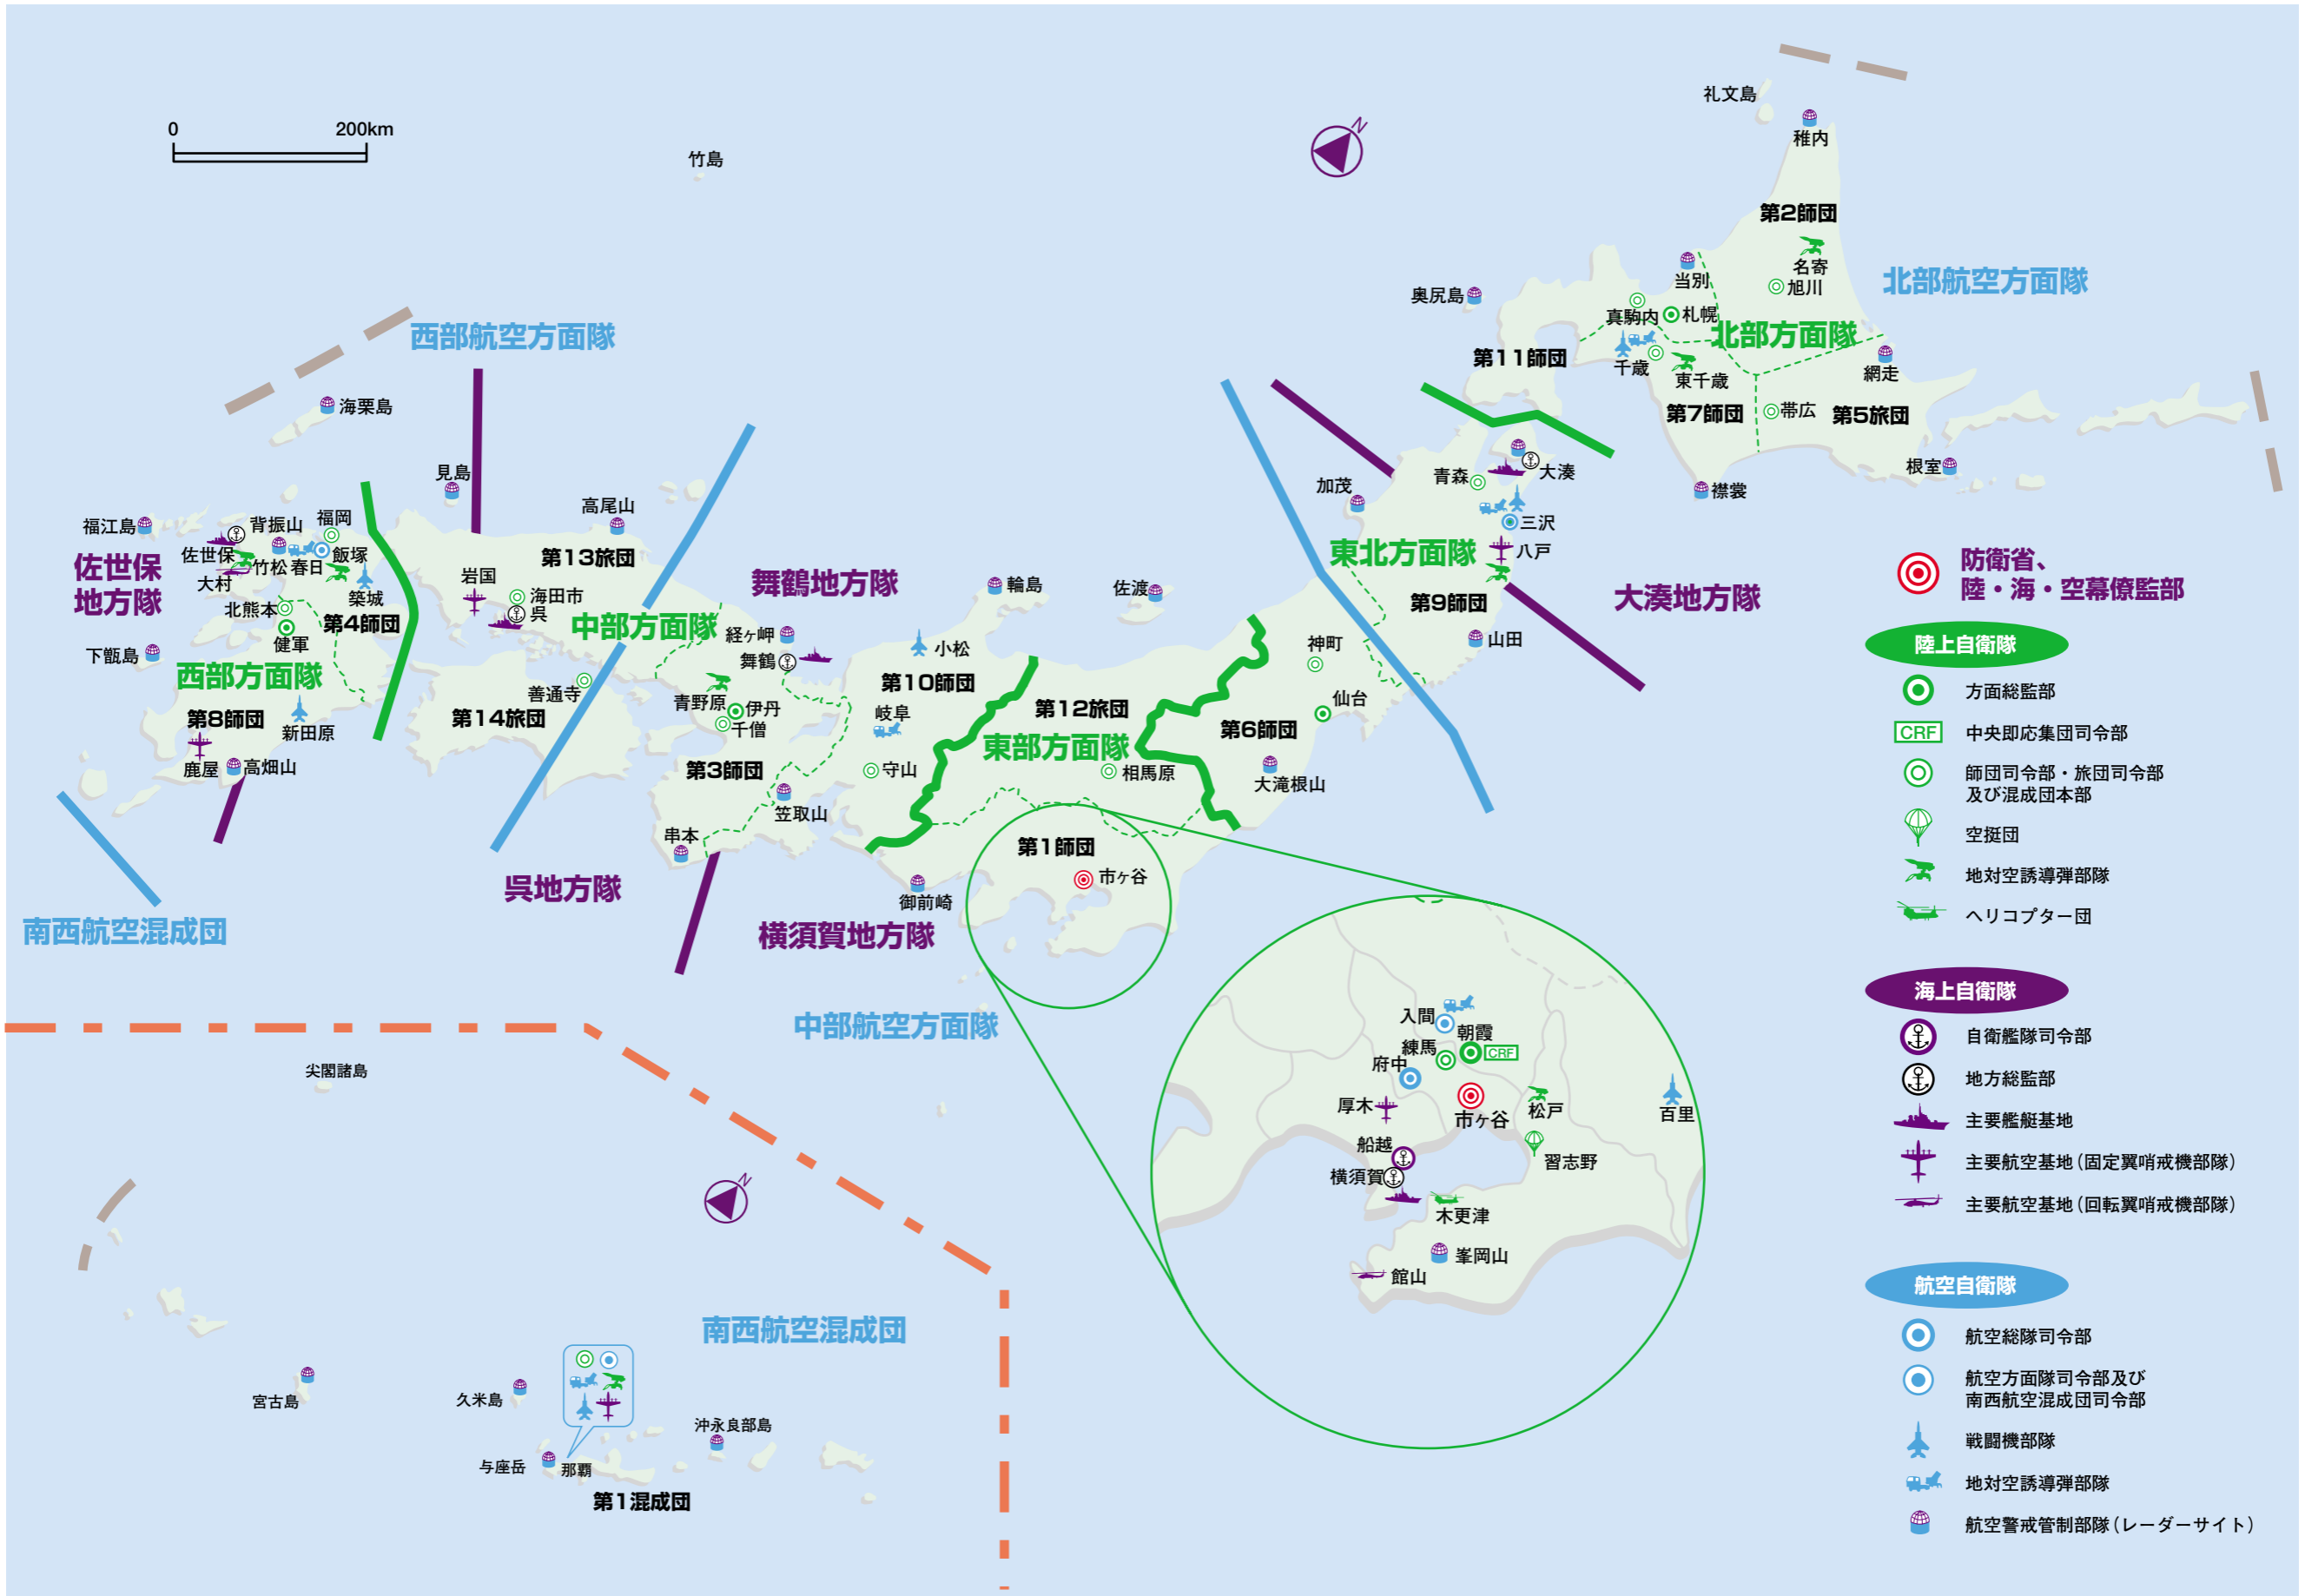 0
200km
N
竹島
礼文島
稚内
第2師団
名寄
旭川
当別
北部航空方面隊
奥尻島
真駒内
札幌
北部方面隊
千歳
東千歳
網走
第11師団
第7師団
帯広
第5旅団
根室
襟裳
西部航空方面隊
海栗島
見島
高尾山
福江島
背振山
福岡
佐世保
地方隊
佐世保
竹松
春日
飯塚
大村
築城
北熊本
第4師団
健軍
下甑島
西部方面隊
第8師団
新田原
鹿屋
高畑山
南西航空混成団
第13旅団
岩国
海田市
呉
中部方面隊
善通寺
第14旅団
舞鶴地方隊
経ヶ岬
舞鶴
青野原
伊丹
千僧
第3師団
笠取山
串本
呉地方隊
輪島
小松
第10師団
岐阜
守山
佐渡
第12旅団
東部方面隊
相馬原
第1師団
市ヶ谷
御前崎
横須賀地方隊
中部航空方面隊
加茂
青森
大湊
三沢
東北方面隊
八戸
第9師団
大湊地方隊
山田
神町
仙台
第6師団
大滝根山
入間
朝霞
CRF
練馬
府中
市ヶ谷
松戸
百里
厚木
船越
横須賀
習志野
木更津
峯岡山
館山
尖閣諸島
N
南西航空混成団
宮古島
久米島
沖永良部島
与座岳
那覇
第1混成団
防衛省、
陸・海・空幕僚監部
陸上自衛隊
方面総監部
CRF
中央即応集団司令部
師団司令部・旅団司令部
及び混成団本部
空挺団
地対空誘導弾部隊
ヘリコプター団
海上自衛隊
自衛艦隊司令部
地方総監部
主要艦艇基地
主要航空基地（固定翼哨戒機部隊）
主要航空基地（回転翼哨戒機部隊）
航空自衛隊
航空総隊司令部
航空方面隊司令部及び
南西航空混成団司令部
戦闘機部隊
地対空誘導弾部隊
航空警戒管制部隊（レーダーサイト）